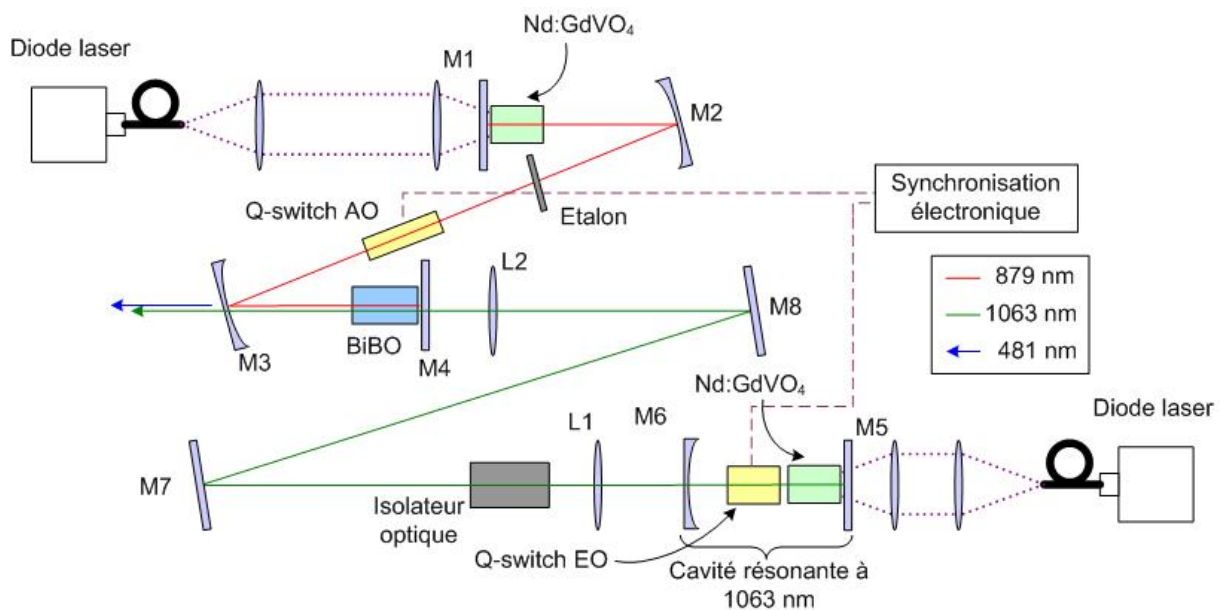 Nd:GdVO₄
Diode laser
M1
M2
Etalon
Q-switch AO
Synchronisation
électronique
879 nm
1063 nm
481 nm
L2
M8
BiBO
M3
M4
Nd:GdVO₄
Diode laser
L1
M6
M5
M7
Isolateur
optique
Q-switch EO
Cavité résonante à
1063 nm